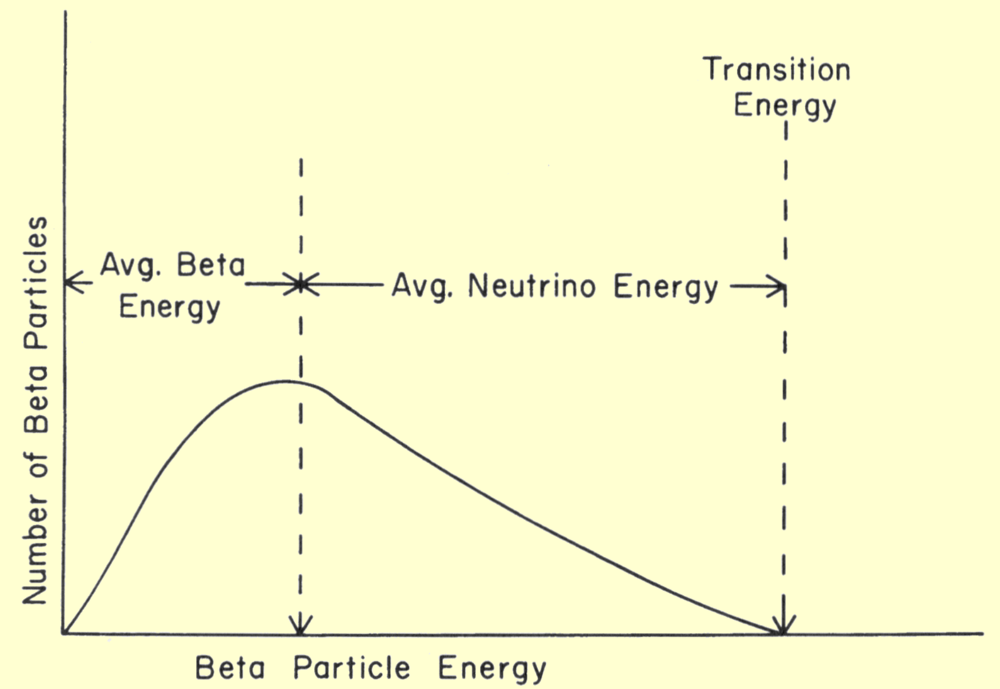 Transition
Energy
Avg. Beta
Energy
Avg. Neutrino Energy
Number of Beta Particles
Beta Particle Energy